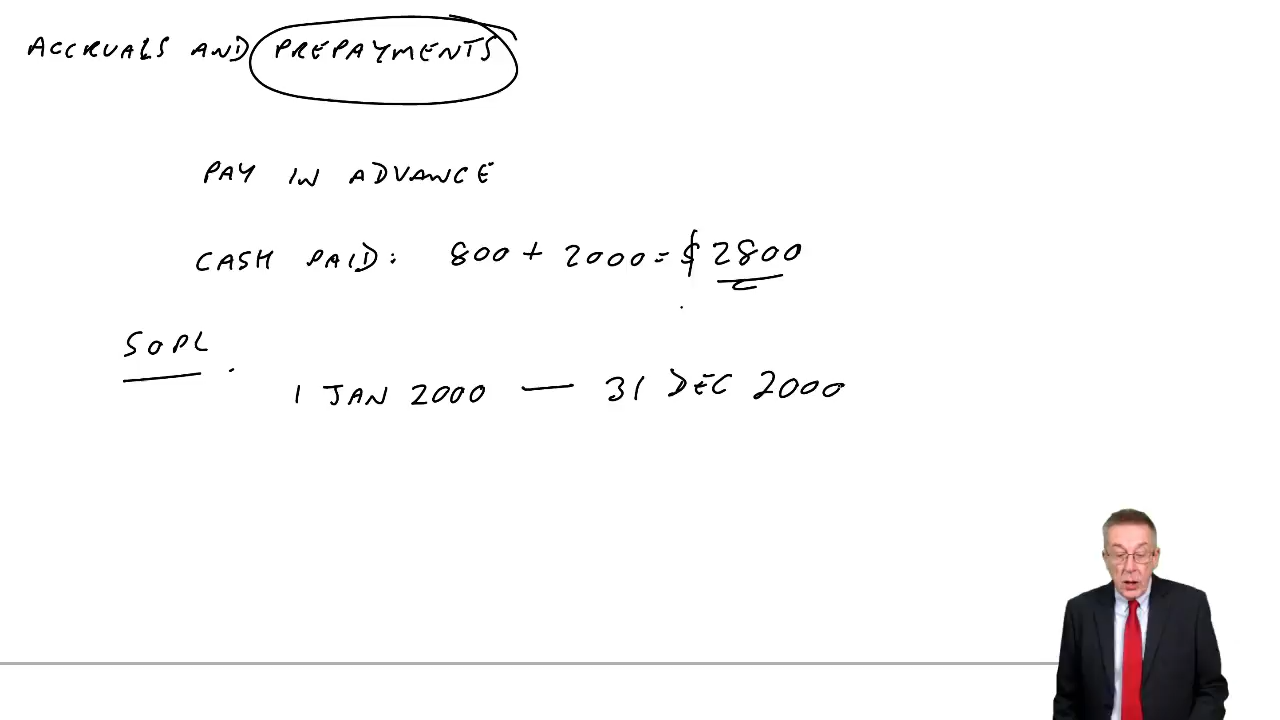 ACCRUALS AND PREPAYMENTS
PAY IN ADVANCE
CASH PAID: 800 + 2000 = $2800
SOPL
1 JAN 2000 — 31 DEC 2000